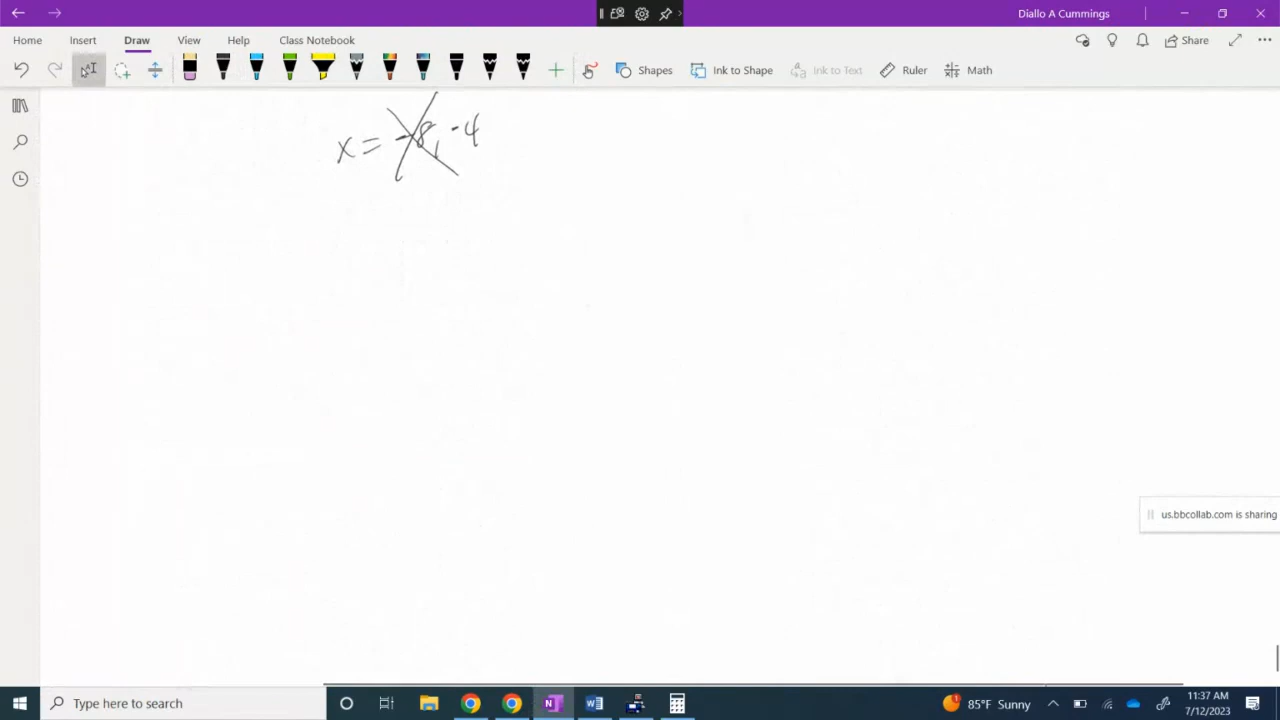 Diallo A Cummings
Home Insert Draw View Help Class Notebook
Share
Shapes Ink to Shape Ink to Text Ruler Math
x = -8, -4
us.bbcollab.com is sharing
Type here to search
85°F Sunny
11:37 AM
7/12/2023